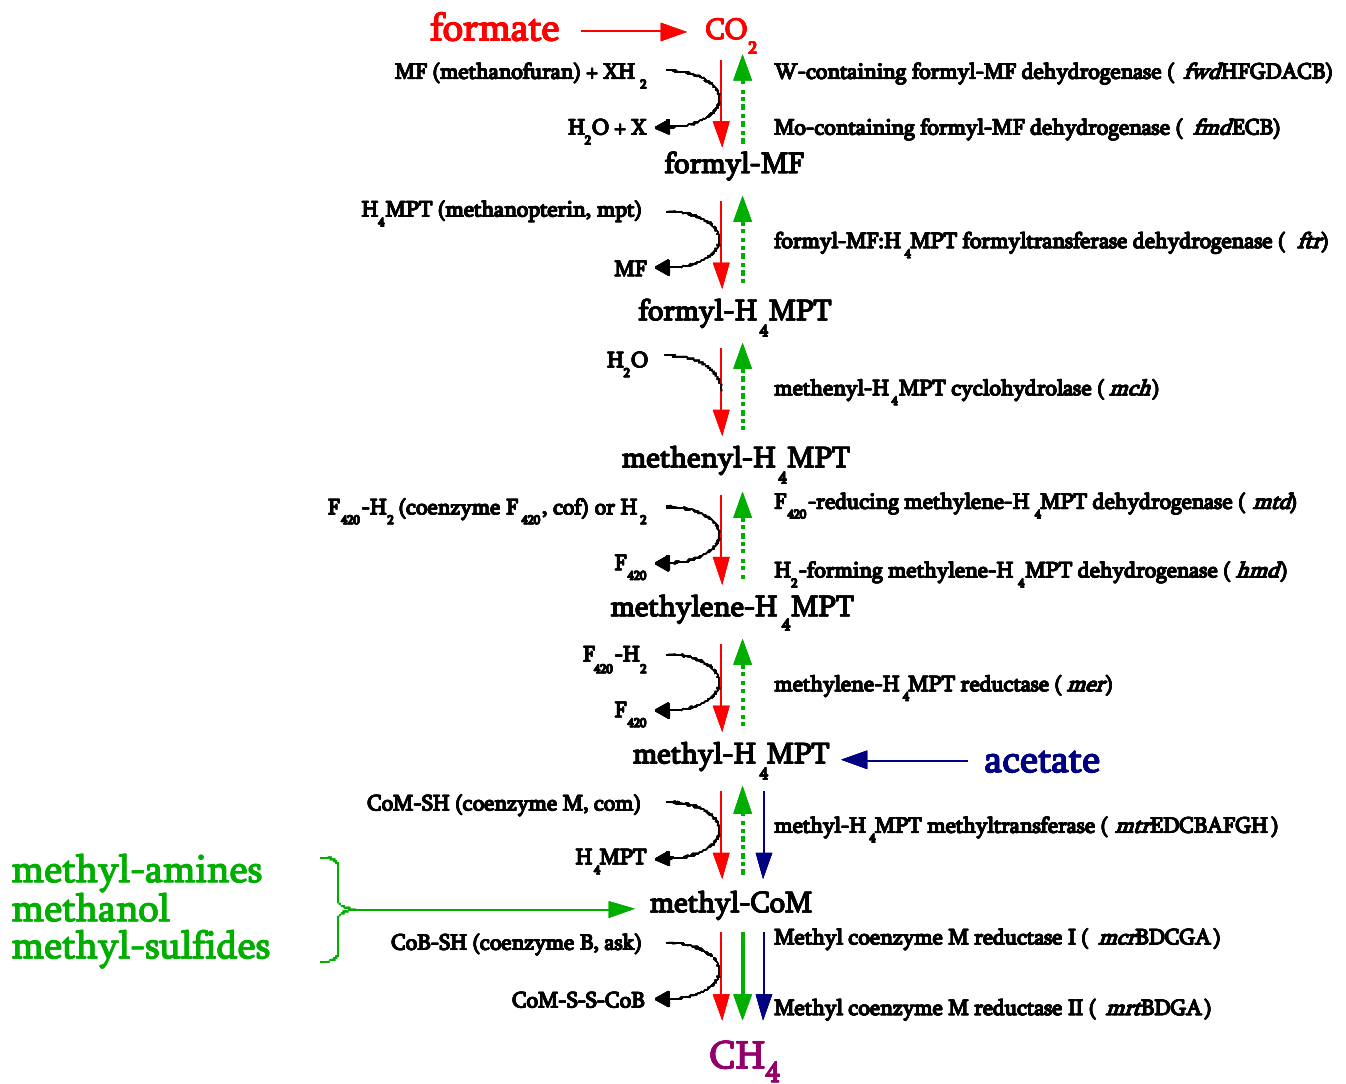 formate CO2
MF (methanofuran) + XH2
W-containing formyl-MF dehydrogenase ( fwdHFGDACB)
H2O + X
Mo-containing formyl-MF dehydrogenase ( fmdECB)
formyl-MF
H4MPT (methanopterin, mpt)
formyl-MF:H4MPT formyltransferase dehydrogenase ( ftr)
MF
formyl-H4MPT
H2O
methenyl-H4MPT cyclohydrolase ( mch)
methenyl-H4MPT
F420-H2 (coenzyme F420, cof) or H2
F420-reducing methylene-H4MPT dehydrogenase ( mtd)
F420
H2-forming methylene-H4MPT dehydrogenase ( hmd)
methylene-H4MPT
F420-H2
methylene-H4MPT reductase ( mer)
F420
methyl-H4MPT
acetate
CoM-SH (coenzyme M, com)
methyl-H4MPT methyltransferase ( mtrEDCBAFGH)
H4MPT
methyl-amines
methanol
methyl-sulfides
methyl-CoM
CoB-SH (coenzyme B, ask)
Methyl coenzyme M reductase I ( mcrBDCGA)
CoM-S-S-CoB
Methyl coenzyme M reductase II ( mrtBDGA)
CH4